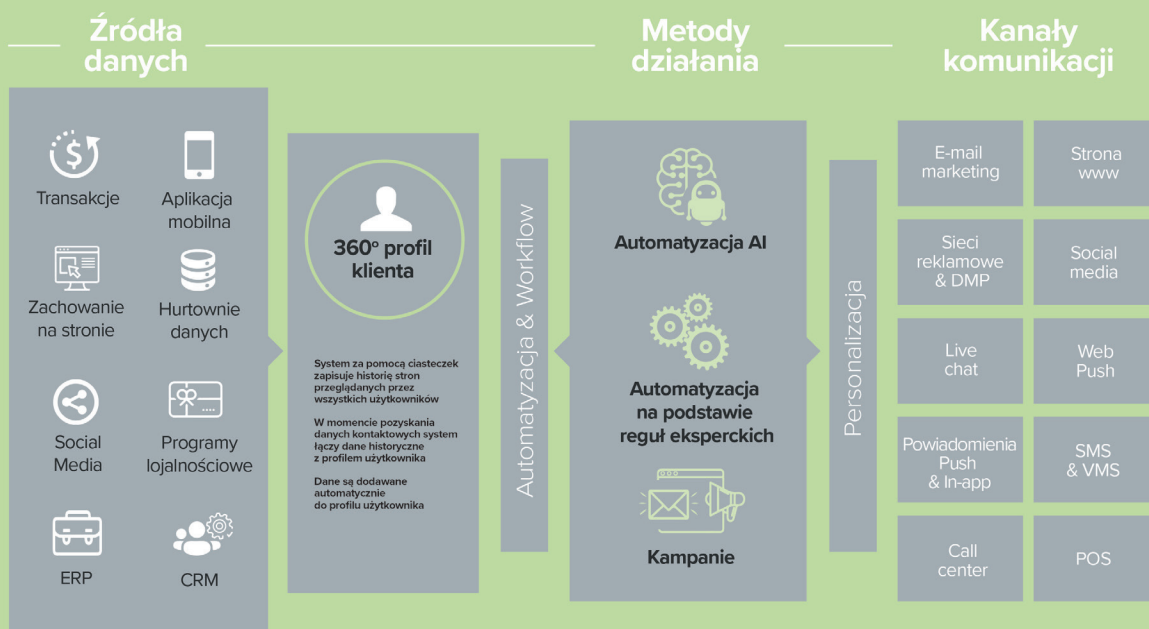 Źródła
danych
Metody
działania
Kanały
komunikacji
Transakcje
Aplikacja
mobilna
Zachowanie
na stronie
Hurtownie
danych
Social
Media
Programy
lojalnościowe
ERP
CRM
360º profil
klienta
System za pomocą ciasteczek
zapisuje historię stron
przeglądanych przez
wszystkich użytkowników
W momencie pozyskania
danych kontaktowych system
łączy dane historyczne
z profilem użytkownika
Dane są dodawane
automatycznie
do profilu użytkownika
Automatyzacja & Workflow
Automatyzacja AI
Automatyzacja
na podstawie
reguł eksperckich
Kampanie
Personalizacja
E-mail
marketing
Strona
www
Sieci
reklamowe
& DMP
Social
media
Live
chat
Web
Push
Powiadomienia
Push
& In-app
SMS
& VMS
Call
center
POS